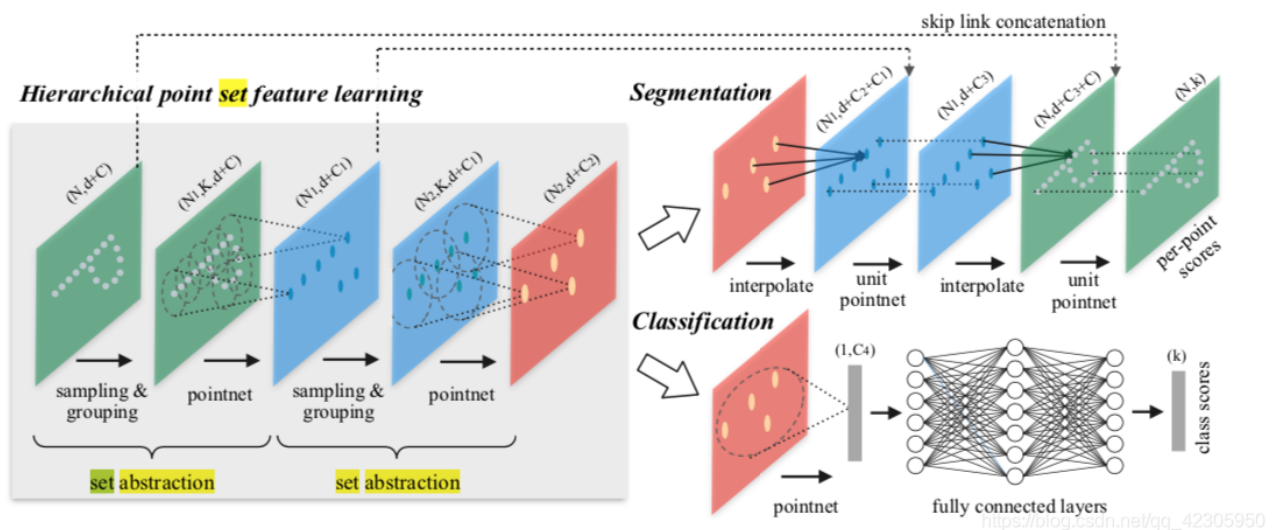 skip link concatenation
Hierarchical point set feature learning
(N,d+C)
(N1,K,d+C)
(N1,d+C1)
(N2,K,d+C1)
(N2,d+C2)
sampling &
grouping
pointnet
sampling &
grouping
pointnet
set abstraction
set abstraction
Segmentation
(N1,d+C2+C1)
(N1,d+C3)
(N,d+C3+C)
(N,k)
interpolate
unit
pointnet
interpolate
unit
pointnet
per-point
scores
Classification
(1,C4)
(k)
class scores
pointnet
fully connected layers
https://blog.csdn.net/qq_42305950